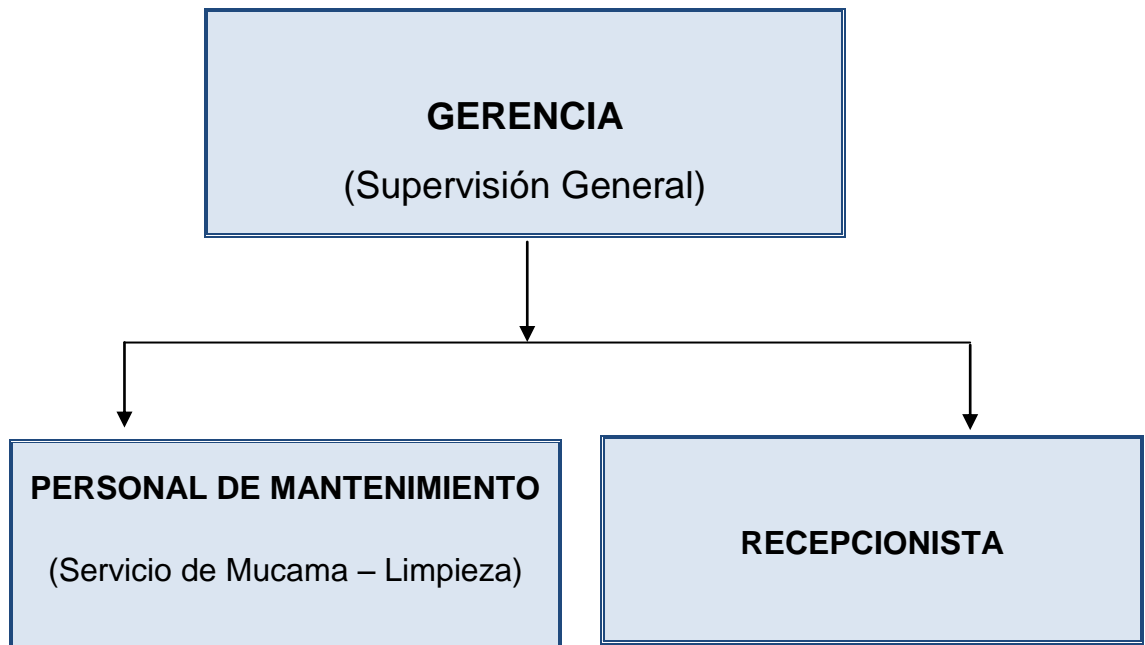 GERENCIA
(Supervisión General)
PERSONAL DE MANTENIMIENTO
(Servicio de Mucama – Limpieza)
RECEPCIONISTA